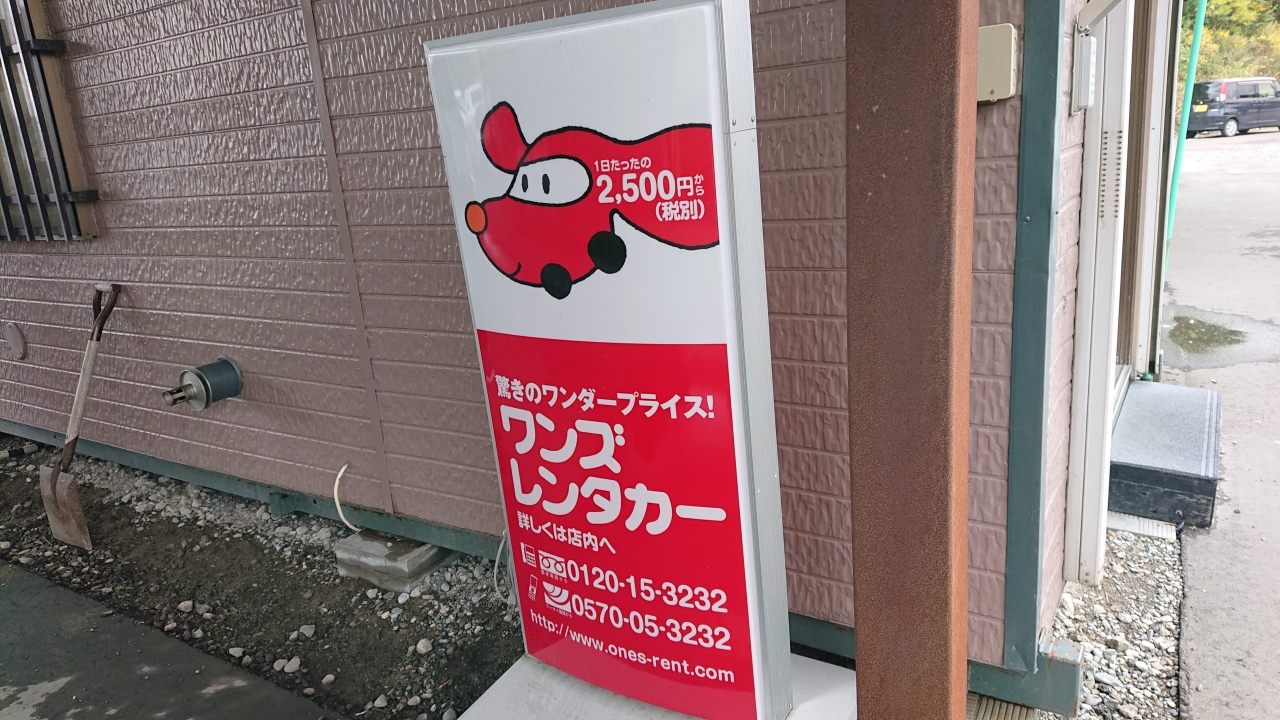 1日たったの
2,500円から
(税別)
驚きのワンダープライス!
ワンズ
レンタカー
詳しくは店内へ
0120-15-3232
0570-05-3232
http://www.ones-rent.com